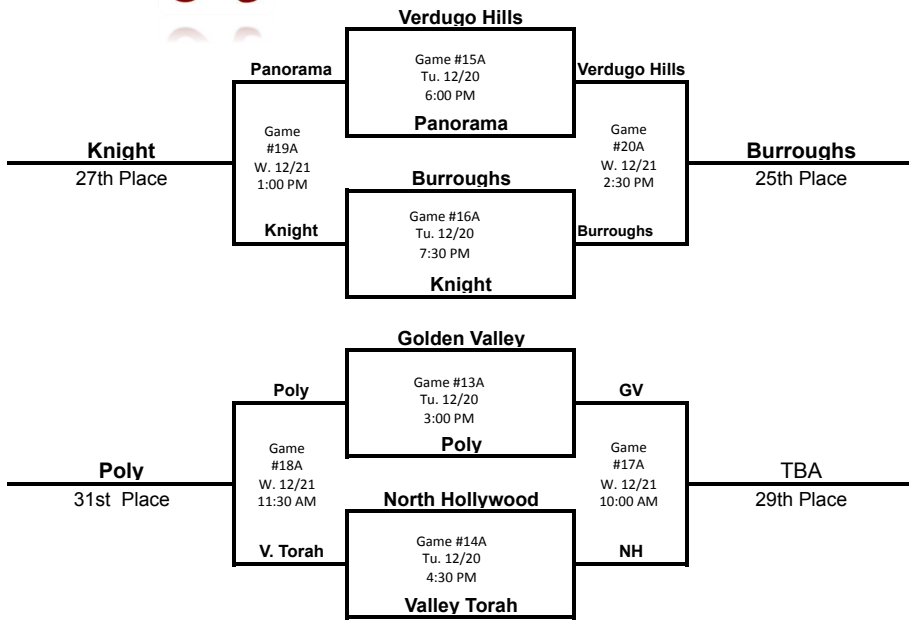 Verdugo Hills
Game #15A
Tu. 12/20
6:00 PM
Panorama
Panorama
Verdugo Hills
Game
#19A
W. 12/21
1:00 PM
Knight
27th Place
Game
#20A
W. 12/21
2:30 PM
Burroughs
25th Place
Burroughs
Game #16A
Tu. 12/20
7:30 PM
Knight
Knight
Burroughs
Golden Valley
Game #13A
Tu. 12/20
3:00 PM
Poly
Poly
GV
Game
#18A
W. 12/21
11:30 AM
Poly
31st Place
Game
#17A
W. 12/21
10:00 AM
TBA
29th Place
North Hollywood
Game #14A
Tu. 12/20
4:30 PM
Valley Torah
V. Torah
NH